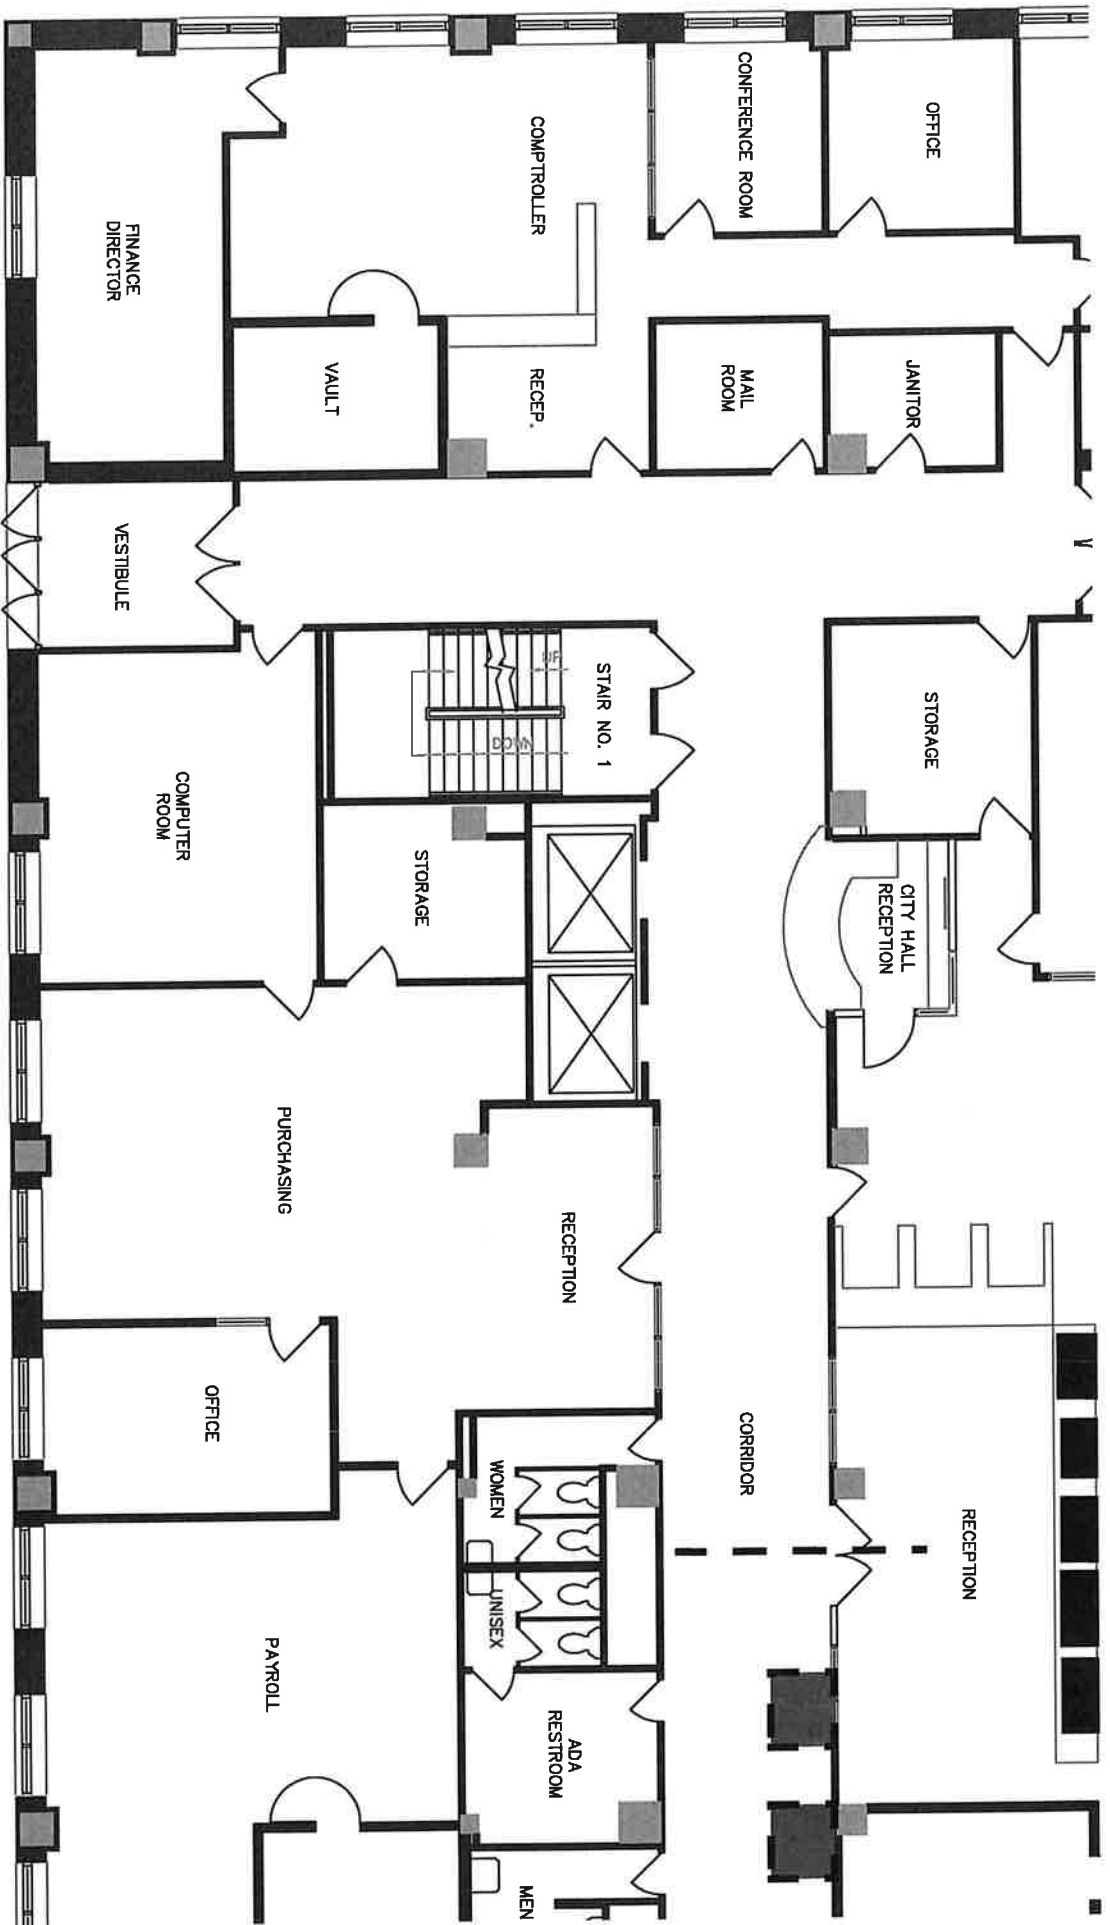 OFFICE
JANITOR
STORAGE
CITY HALL
RECEPTION
RECEPTION
CONFERENCE ROOM
MAIL
ROOM
CORRIDOR
COMPTROLLER
RECEP.
STAIR NO. 1
UP
DOWN
RECEPTION
WOMEN
UNISEX
ADA
RESTROOM
MEN
VAULT
STORAGE
PURCHASING
PAYROLL
FINANCE
DIRECTOR
VESTIBULE
COMPUTER
ROOM
OFFICE